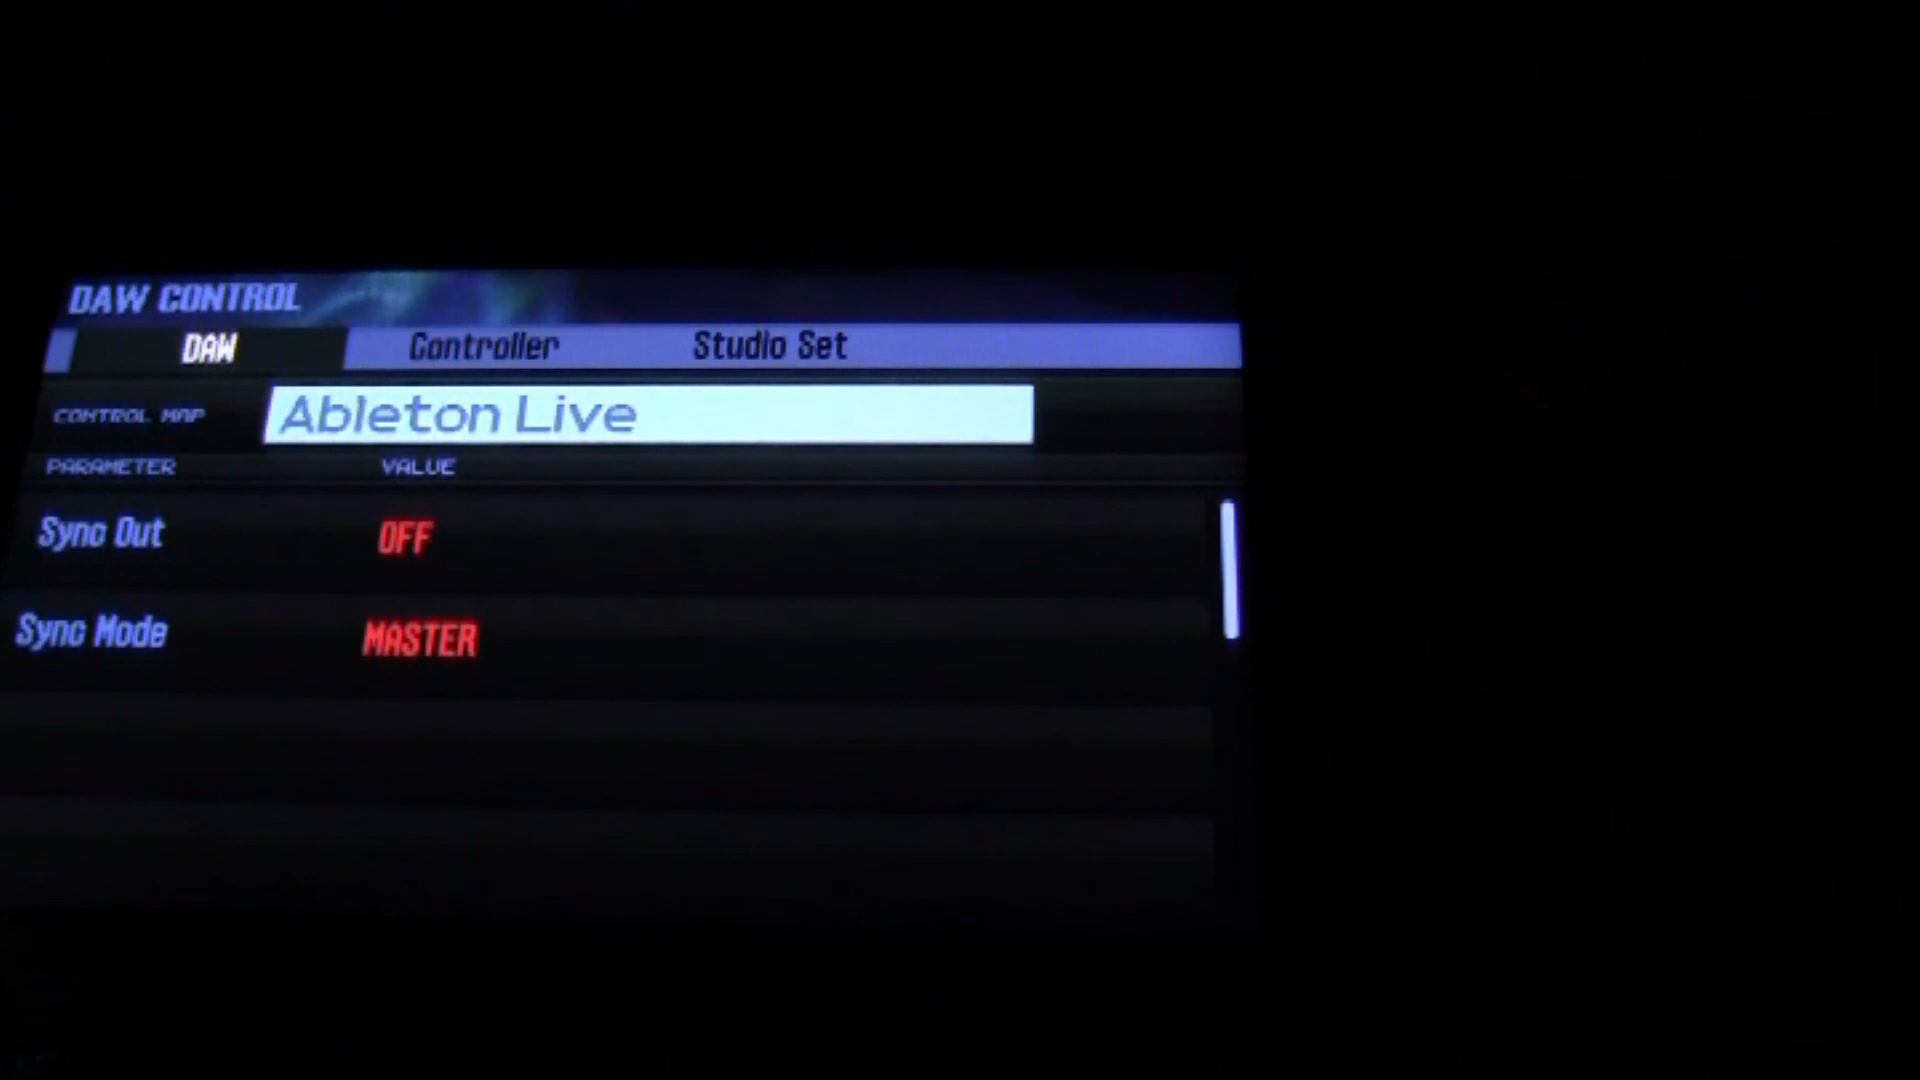 DAW CONTROL
DAW Controller Studio Set
CONTROL MAP Ableton Live
PARAMETER VALUE
Sync Out OFF
Sync Mode MASTER